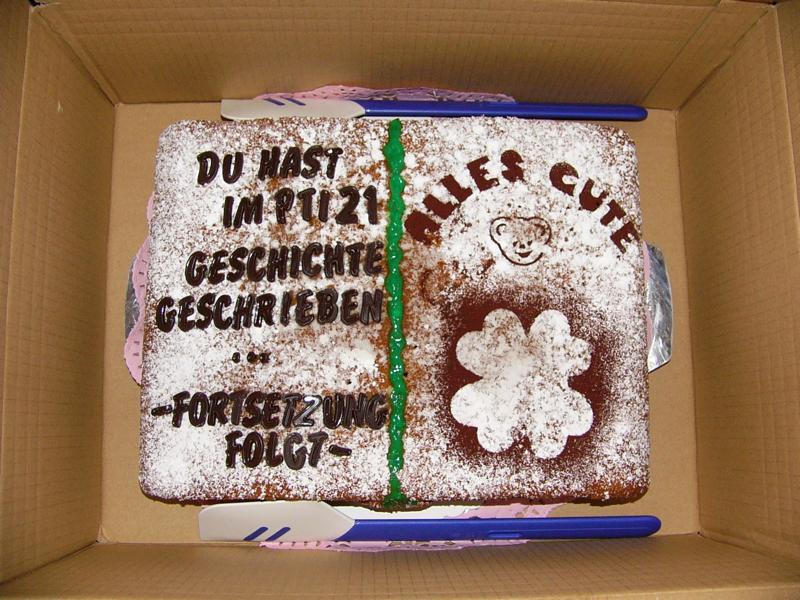 DU HAST
IM PTI 21
GESCHICHTE
GESCHRIEBEN
...
-FORTSETZUNG
FOLGT-
ALLES GUTE